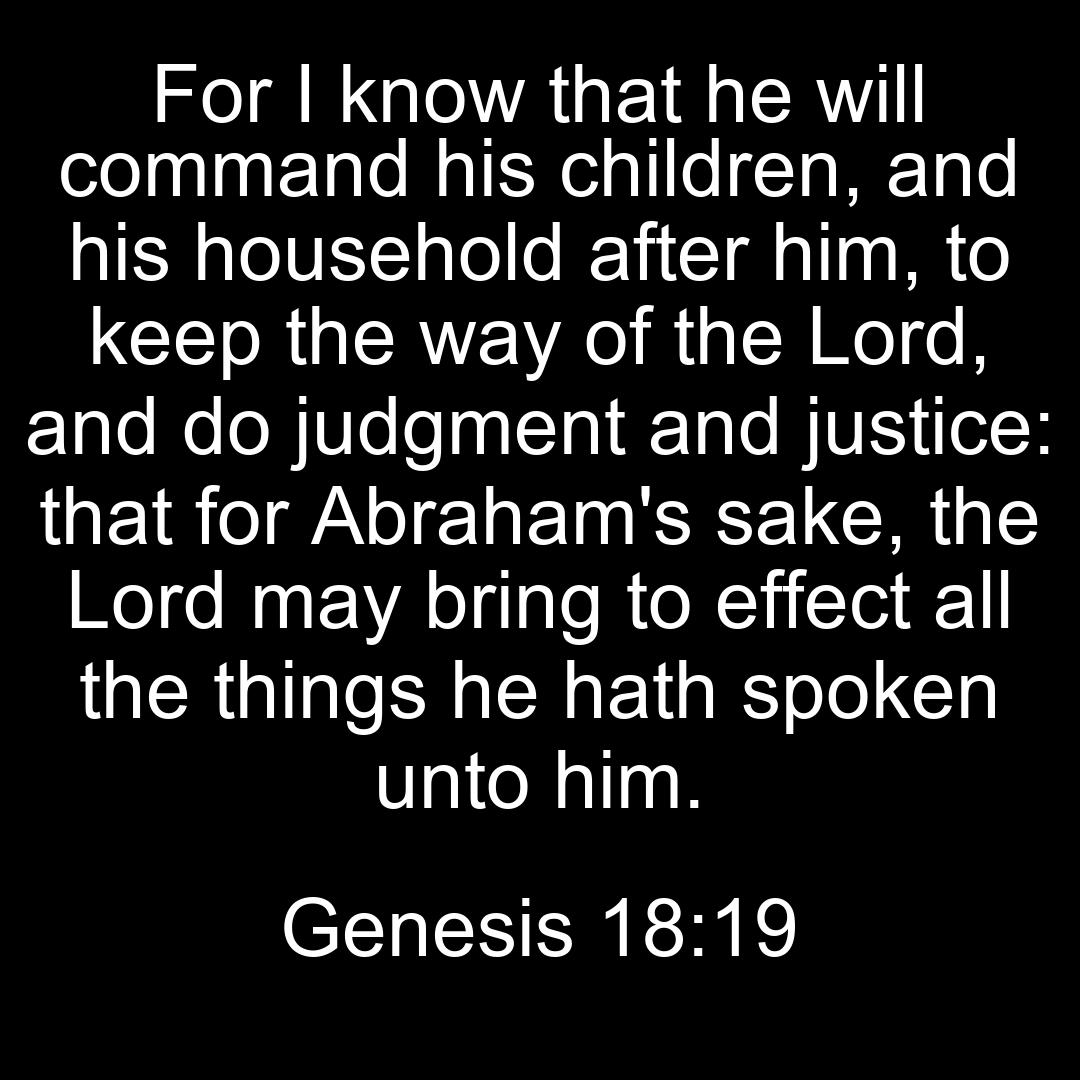 For I know that he will
command his children, and
his household after him, to
keep the way of the Lord,
and do judgment and justice:
that for Abraham's sake, the
Lord may bring to effect all
the things he hath spoken
unto him.
Genesis 18:19